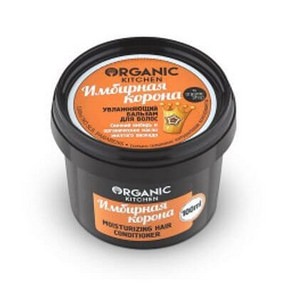 ORGANIC
KITCHEN
Имбирная
корона
УВЛАЖНЯЮЩИЙ
БАЛЬЗАМ ДЛЯ
ВОЛОС
ORGANIC
KITCHEN
Имбирная
корона
100ml
MOISTURIZING HAIR
CONDITIONER